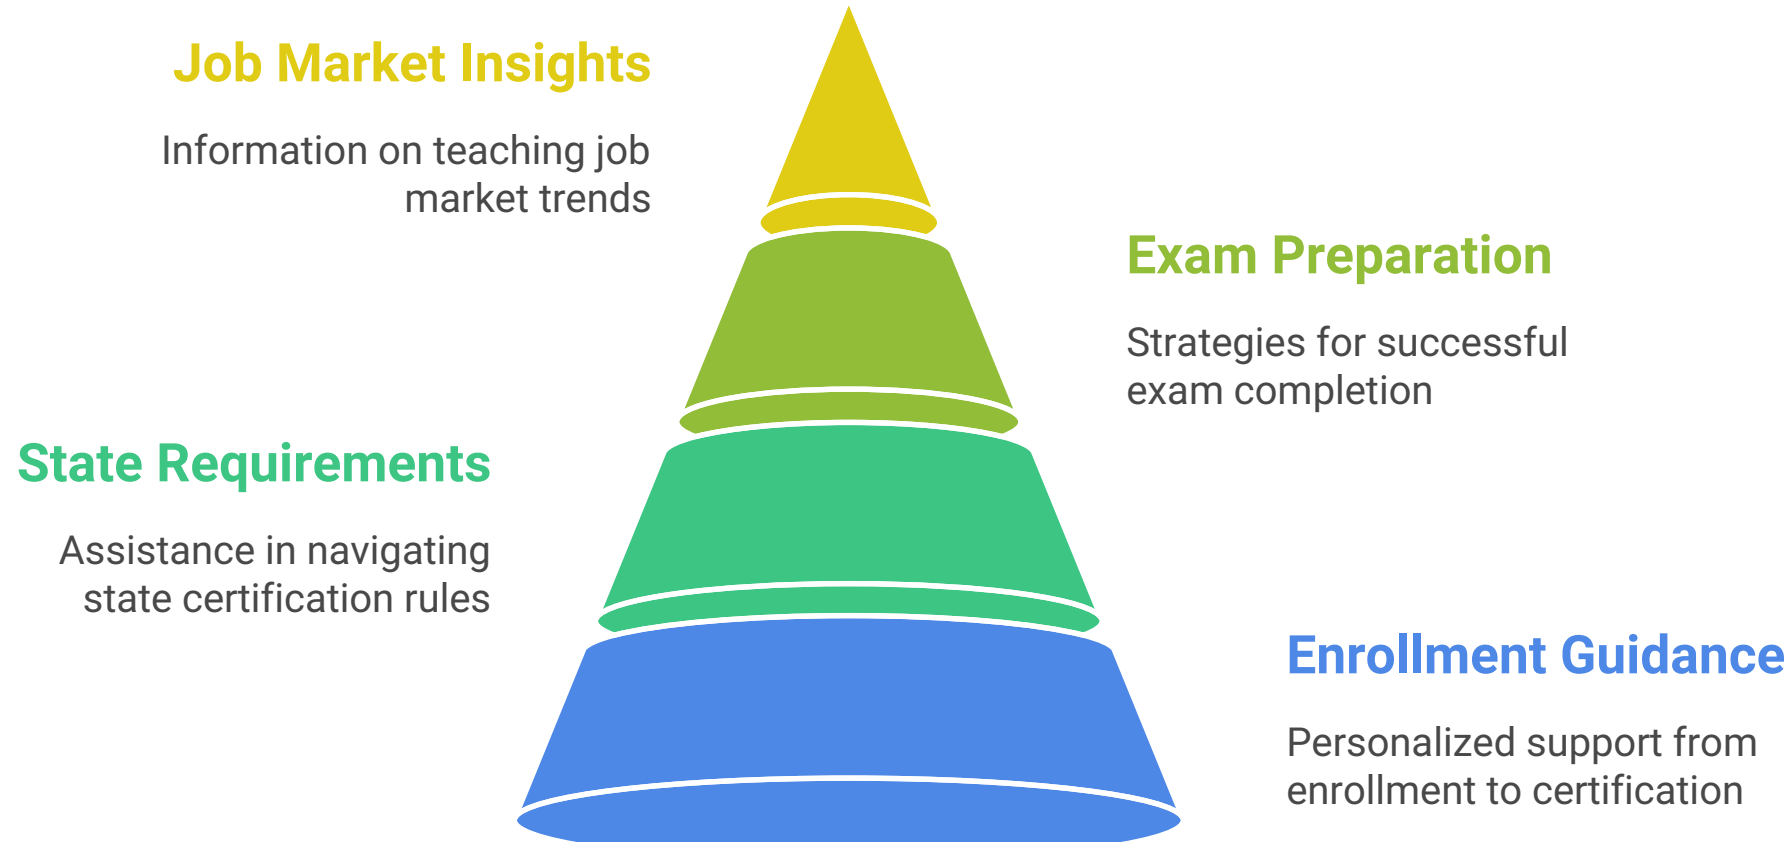 Job Market Insights
Information on teaching job
market trends
Exam Preparation
Strategies for successful
exam completion
State Requirements
Assistance in navigating
state certification rules
Enrollment Guidance
Personalized support from
enrollment to certification